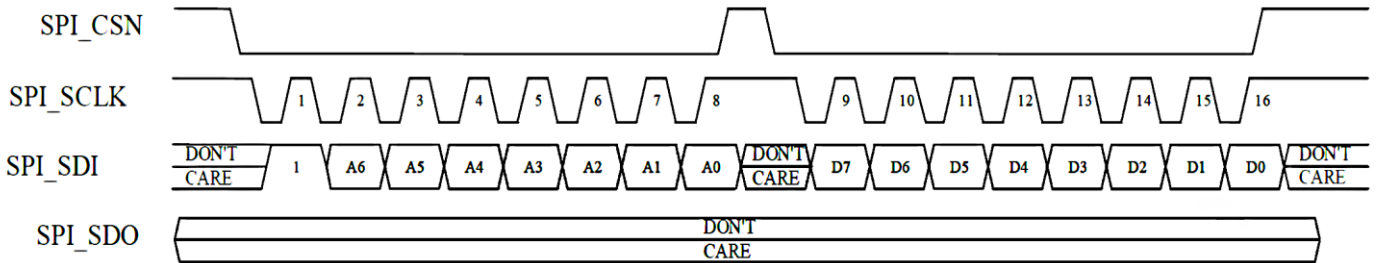 SPI_CSN
SPI_SCLK 1 2 3 4 5 6 7 8 9 10 11 12 13 14 15 16
SPI_SDI DON'T CARE 1 A6 A5 A4 A3 A2 A1 A0 DON'T CARE D7 D6 D5 D4 D3 D2 D1 D0 DON'T CARE
SPI_SDO DON'T CARE